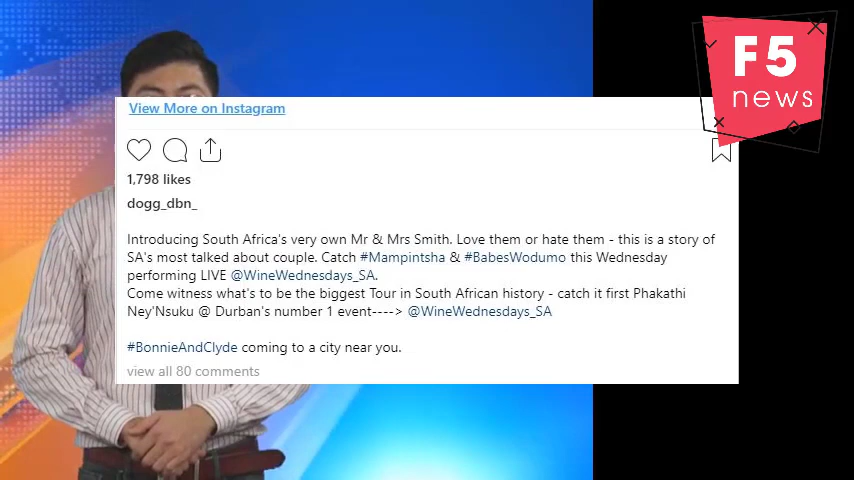 F5
news
View More on Instagram
1,798 likes
dogg_dbn_
Introducing South Africa's very own Mr & Mrs Smith. Love them or hate them - this is a story of
SA's most talked about couple. Catch #Mampintsha & #BabesWodumo this Wednesday
performing LIVE @WineWednesdays_SA.
Come witness what's to be the biggest Tour in South African history - catch it first Phakathi
Ney'Nsuku @ Durban's number 1 event----> @WineWednesdays_SA
#BonnieAndClyde coming to a city near you.
view all 80 comments